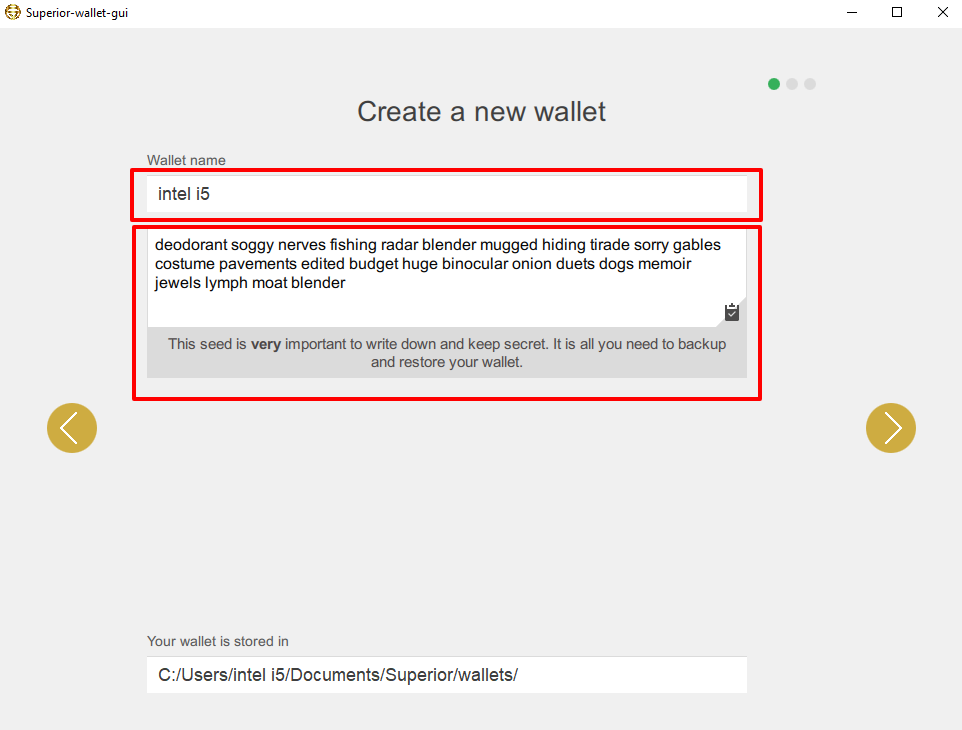 Superior-wallet-gui
Create a new wallet
Wallet name
intel i5
deodorant soggy nerves fishing radar blender mugged hiding tirade sorry gables
costume pavements edited budget huge binocular onion duets dogs memoir
jewels lymph moat blender
This seed is very important to write down and keep secret. It is all you need to backup
and restore your wallet.
Your wallet is stored in
C:/Users/intel i5/Documents/Superior/wallets/